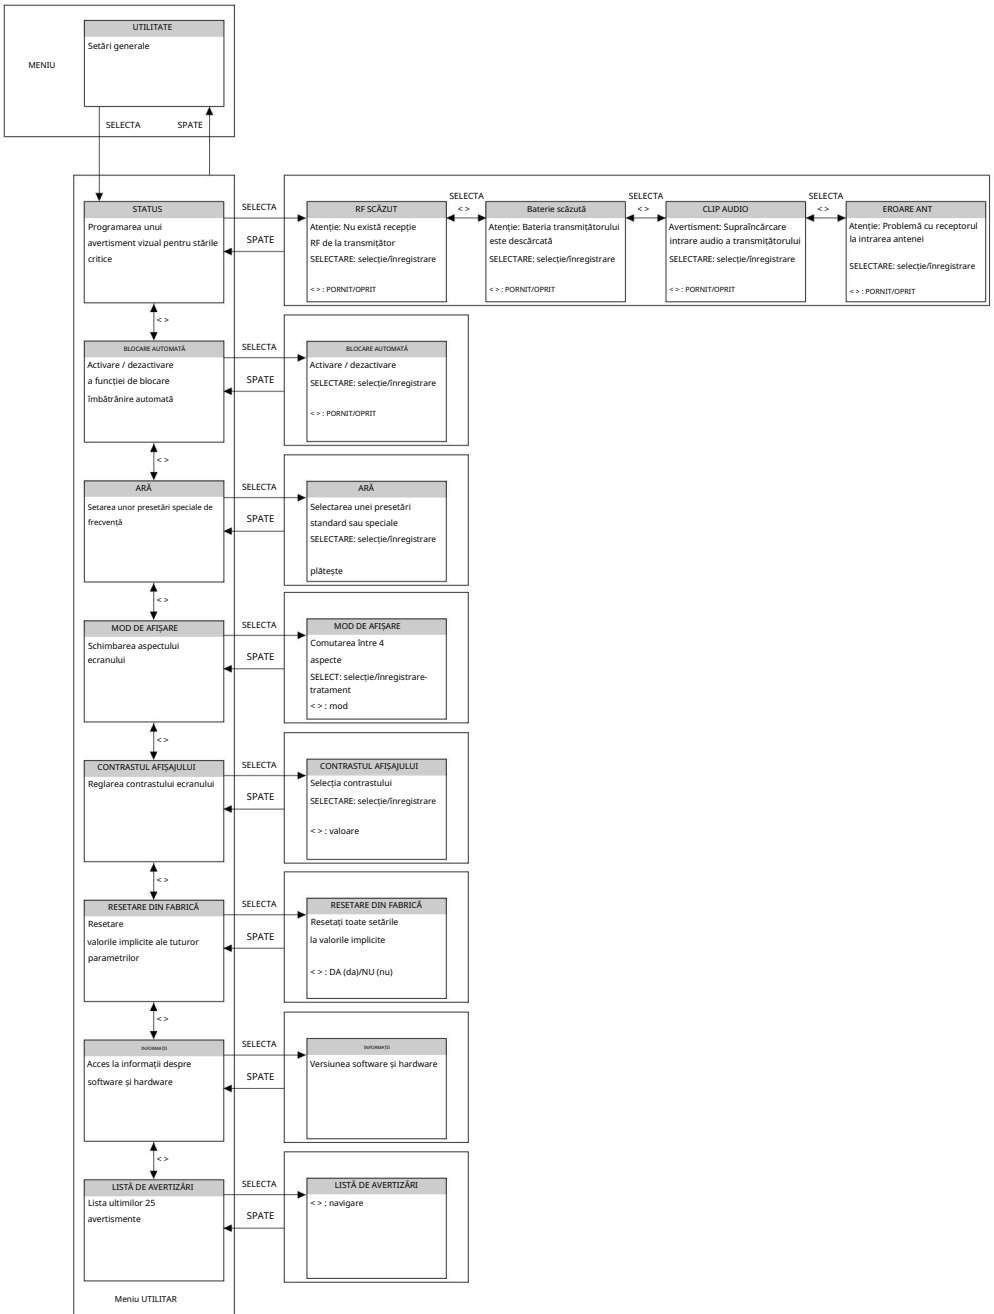 UTILITATE
Setări generale
MENIU
SELECTA
SPATE
STATUS
Programarea unui
avertisment vizual pentru stările
critice
SELECTA
SPATE
RF SCĂZUT
Atenție: Nu există recepție
RF de la transmițător
SELECTARE: selecție/înregistrare
< > : PORNIT/OPRIT
SELECTA
< >
Baterie scăzută
Atenție: Bateria transmițătorului
este descărcată
SELECTARE: selecție/înregistrare
< > : PORNIT/OPRIT
SELECTA
< >
CLIP AUDIO
Avertisment: Supraîncărcare
intrare audio a transmițătorului
SELECTARE: selecție/înregistrare
< > : PORNIT/OPRIT
SELECTA
< >
EROARE ANT
Atenție: Problemă cu receptorul
la intrarea antenei
SELECTARE: selecție/înregistrare
< > : PORNIT/OPRIT
< >
BLOCARE AUTOMATĂ
Activare / dezactivare
a funcției de blocare
îmbătrânire automată
SELECTA
SPATE
BLOCARE AUTOMATĂ
Activare / dezactivare
SELECTARE: selecție/înregistrare
< > : PORNIT/OPRIT
< >
ARĂ
Setarea unor presetări speciale de
frecvență
SELECTA
SPATE
ARĂ
Selectarea unei presetări
standard sau speciale
SELECTARE: selecție/înregistrare
plătește
< >
MOD DE AFIȘARE
Schimbarea aspectului
ecranului
SELECTA
SPATE
MOD DE AFIȘARE
Comutarea între 4
aspecte
SELECT: selecție/înregistrare-
tratament
< > : mod
< >
CONTRASTUL AFIȘAJULUI
Reglarea contrastului ecranului
SELECTA
SPATE
CONTRASTUL AFIȘAJULUI
Selecția contrastului
SELECTARE: selecție/înregistrare
< > : valoare
< >
RESETARE DIN FABRICĂ
Resetare
valorile implicite ale tuturor
parametrilor
SELECTA
SPATE
RESETARE DIN FABRICĂ
Resetați toate setările
la valorile implicite
< > : DA (da)/NU (nu)
< >
INFORMAȚII
Acces la informații despre
software și hardware
SELECTA
SPATE
INFORMAȚII
Versiunea software și hardware
< >
LISTĂ DE AVERTIZĂRI
Lista ultimilor 25
avertismente
SELECTA
SPATE
LISTĂ DE AVERTIZĂRI
< > : navigare
Meniu UTILITAR